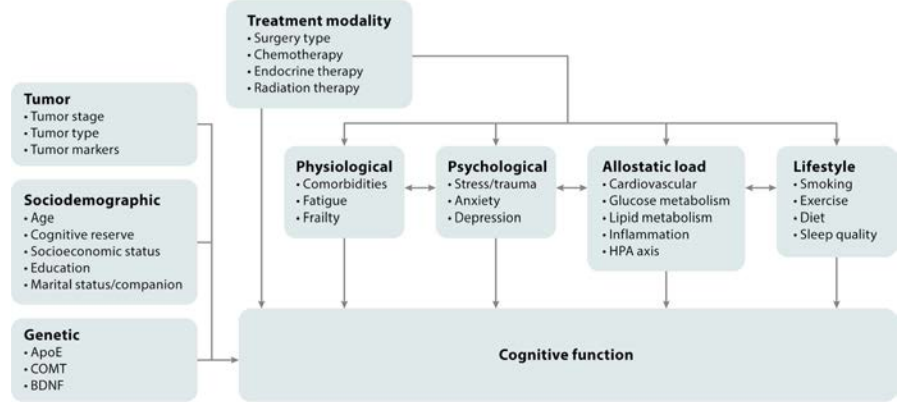 Treatment modality
• Surgery type
• Chemotherapy
• Endocrine therapy
• Radiation therapy
Tumor
• Tumor stage
• Tumor type
• Tumor markers
Sociodemographic
• Age
• Cognitive reserve
• Socioeconomic status
• Education
• Marital status/companion
Genetic
• ApoE
• COMT
• BDNF
Physiological
• Comorbidities
• Fatigue
• Frailty
Psychological
• Stress/trauma
• Anxiety
• Depression
Allostatic load
• Cardiovascular
• Glucose metabolism
• Lipid metabolism
• Inflammation
• HPA axis
Lifestyle
• Smoking
• Exercise
• Diet
• Sleep quality
Cognitive function